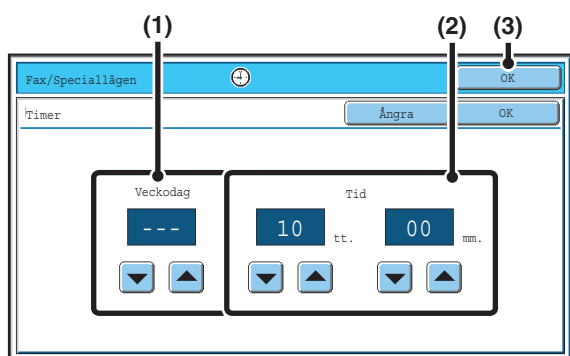 (1) (2) (3)
Fax/Speciallägen OK
Timer Ångra OK
Veckodag Tid
--- 10 tt. 00 mm.